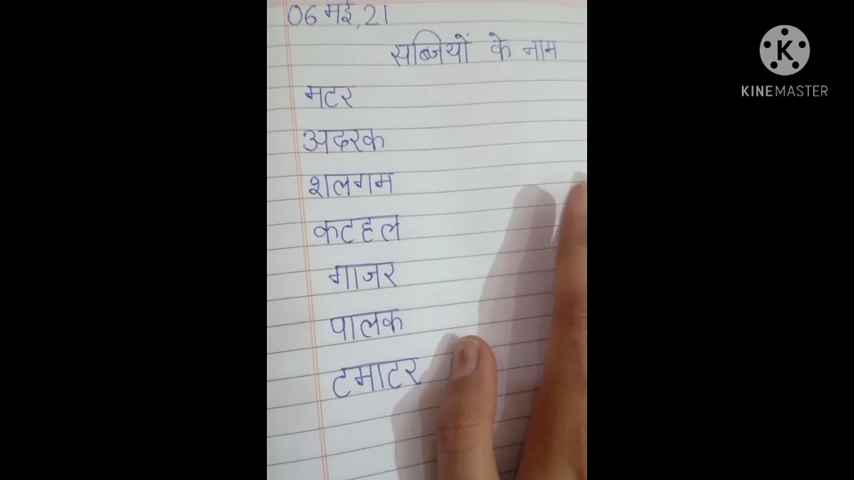 06 मई, 21
सब्जियों के नाम
मटर
अदरक
शलगम
कटहल
गाजर
पालक
टमाटर
K
KINEMASTER